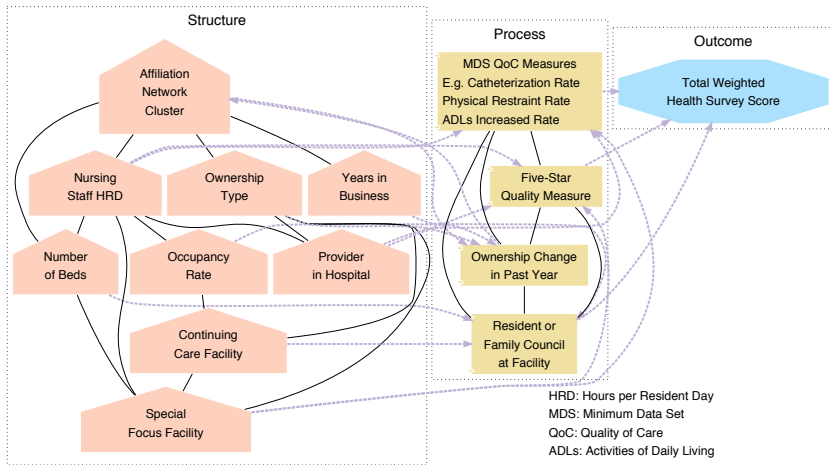 Structure
Process
Outcome
Affiliation
Network
Cluster
MDS QoC Measures
E.g. Catheterization Rate
Physical Restraint Rate
ADLs Increased Rate
Total Weighted
Health Survey Score
Nursing
Staff HRD
Ownership
Type
Years in
Business
Five-Star
Quality Measure
Number
of Beds
Occupancy
Rate
Provider
in Hospital
Ownership Change
in Past Year
Continuing
Care Facility
Resident or
Family Council
at Facility
Special
Focus Facility
HRD: Hours per Resident Day
MDS: Minimum Data Set
QoC: Quality of Care
ADLs: Activities of Daily Living